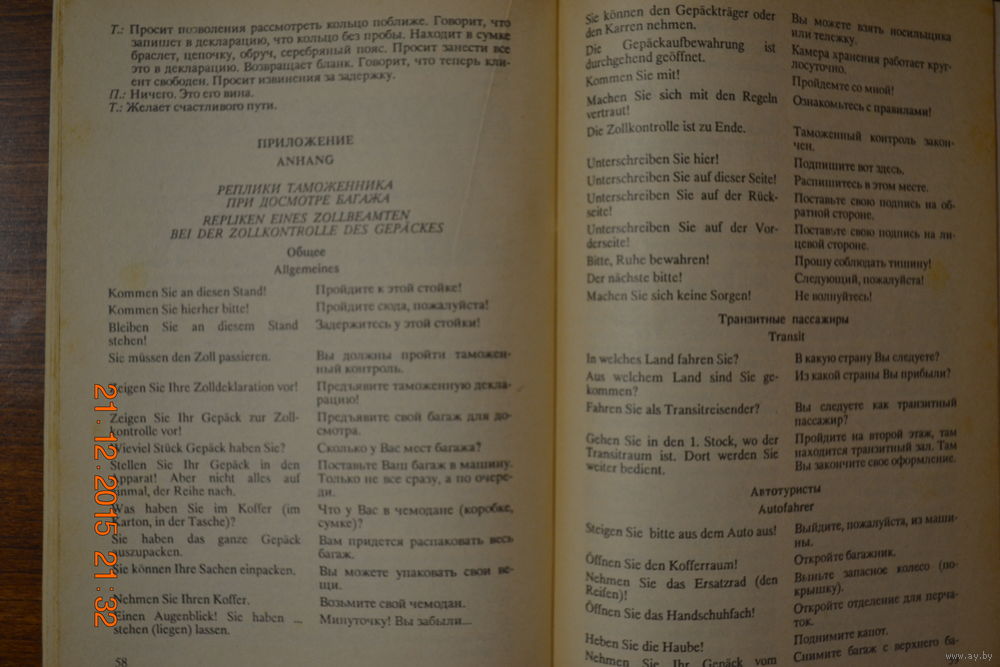 Т.: Просит позволения рассмотреть кольцо поближе. Говорит, что
запишет в декларацию, что кольцо без пробы. Находит в сумке
браслет, цепочку, обруч, серебряный пояс. Просит занести все
это в декларацию. Возвращает бланк. Говорит, что теперь кли-
ент свободен. Просит извинения за задержку.
П.: Ничего. Это его вина.
Т.: Желает счастливого пути.
ПРИЛОЖЕНИЕ
ANHANG
РЕПЛИКИ ТАМОЖЕННИКА
ПРИ ДОСМОТРЕ БАГАЖА
REPLIKEN EINES ZOLLBEAMTEN
BEI DER ZOLLKONTROLLE DES GEPÄCKES
Общее
Allgemeines
Kommen Sie an diesen Stand!
Пройдите к этой стойке!
Kommen Sie hierher bitte!
Пройдите сюда, пожалуйста!
Bleiben Sie an diesem Stand
stehen!
Задержитесь у этой стойки!
Sie müssen den Zoll passieren.
Вы должны пройти таможен-
ный контроль.
Zeigen Sie Ihre Zolldeklaration vor!
Предъявите таможенную декла-
рацию!
Zeigen Sie Ihr Gepäck zur Zoll-
kontrolle vor!
Предъявите свой багаж для до-
смотра.
Wieviel Stück Gepäck haben Sie?
Сколько у Вас мест багажа?
Stellen Sie Ihr Gepäck in den
Apparat! Aber nicht alles auf
einmal, der Reihe nach.
Поставьте Ваш багаж в машину.
Только не все сразу, а по очере-
ди.
Was haben Sie im Koffer (im
Karton, in der Tasche)?
Что у Вас в чемодане (коробке,
сумке)?
Sie haben das ganze Gepäck
auszupacken.
Вам придется распаковать весь
багаж.
Sie können Ihre Sachen einpacken.
Вы можете упаковать свои ве-
щи.
Nehmen Sie Ihren Koffer.
Возьмите свой чемодан.
Einen Augenblick! Sie haben ...
stehen (liegen) lassen.
Минуточку! Вы забыли...
58
21.12.2015 21:32
Sie können den Gepäckträger oder
den Karren nehmen.
Вы можете взять носильщика
или тележку.
Die Gepäckaufbewahrung ist
durchgehend geöffnet.
Камера хранения работает круг-
лосуточно.
Kommen Sie mit!
Пройдемте со мной!
Machen Sie sich mit den Regeln
vertraut!
Ознакомьтесь с правилами!
Die Zollkontrolle ist zu Ende.
Таможенный контроль закон-
чен.
Unterschreiben Sie hier!
Подпишите вот здесь.
Unterschreiben Sie auf dieser Seite!
Распишитесь в этом месте.
Unterschreiben Sie auf der Rück-
seite!
Поставьте свою подпись на об-
ратной стороне.
Unterschreiben Sie auf der Vor-
derseite!
Поставьте свою подпись на ли-
цевой стороне.
Bitte, Ruhe bewahren!
Прошу соблюдать тишину!
Der nächste bitte!
Следующий, пожалуйста!
Machen Sie sich keine Sorgen!
Не волнуйтесь!
Транзитные пассажиры
Transit
In welches Land fahren Sie?
В какую страну Вы следуете?
Aus welchem Land sind Sie ge-
kommen?
Из какой страны Вы прибыли?
Fahren Sie als Transitreisender?
Вы следуете как транзитный
пассажир?
Gehen Sie in den 1. Stock, wo der
Transitraum ist. Dort werden Sie
weiter bedient.
Пройдите на второй этаж, там
находится транзитный зал. Там
Вы закончите свое оформление.
Автотуристы
Autofahrer
Steigen Sie bitte aus dem Auto aus!
Выйдите, пожалуйста, из маши-
ны.
Öffnen Sie den Kofferraum!
Откройте багажник.
Nehmen Sie das Ersatzrad (den
Reifen)!
Выньте запасное колесо (по-
крышку).
Öffnen Sie das Handschuhfach!
Откройте отделение для перча-
ток.
Heben Sie die Haube!
Поднимите капот.
Nehmen Sie Ihr Gepäck vom
Снимите багаж с верхнего ба-
www.ay.by